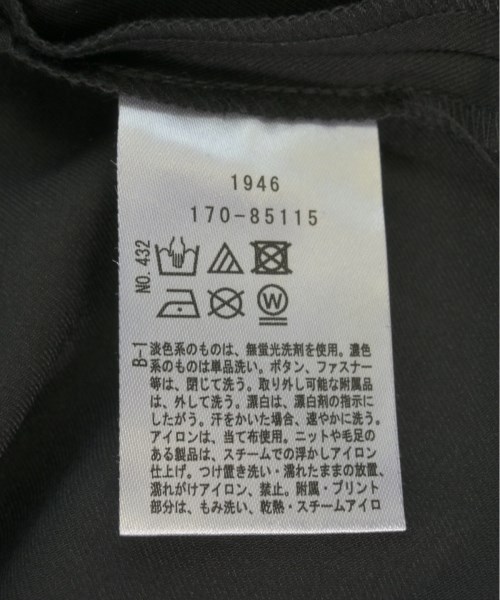 1946
170-85115
NO.432
W
B-1
淡色系のものは、無蛍光洗剤を使用。濃色
系のものは単品洗い。ボタン、ファスナー
等は、閉じて洗う。取り外し可能な附属品
は、外して洗う。漂白は、漂白剤の指示に
したがう。汗をかいた場合、速やかに洗う。
アイロンは、当て布使用。ニットや毛足の
ある製品は、スチームでの浮かしアイロン
仕上げ。つけ置き洗い・濡れたままの放置、
濡れがけアイロン、禁止。附属・プリント
部分は、もみ洗い、乾熱・スチームアイロ